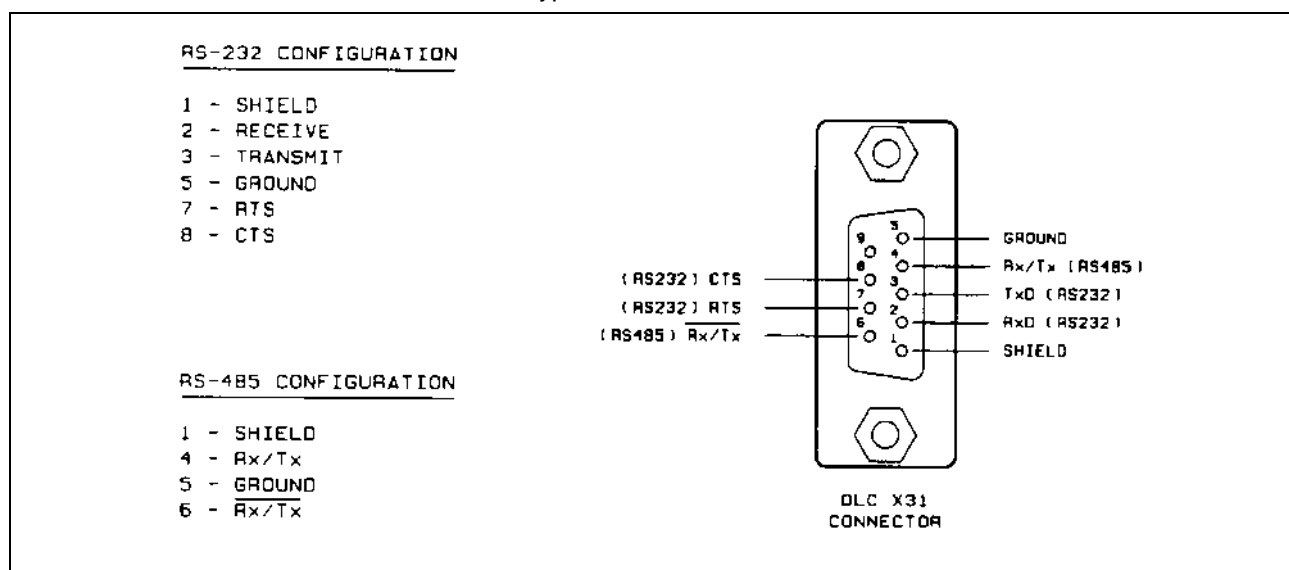 RS-232 CONFIGURATION
1 - SHIELD
2 - RECEIVE
3 - TRANSMIT
5 - GROUND
7 - RTS
8 - CTS
RS-485 CONFIGURATION
1 - SHIELD
4 - Rx/Tx
5 - GROUND
6 - Rx/Tx
(RS232) CTS
(RS232) RTS
(RS485) Rx/Tx
9
8
7
6
5
4
3
2
1
GROUND
Rx/Tx (RS485)
TxD (RS232)
RxD (RS232)
SHIELD
DLC X31
CONNECTOR